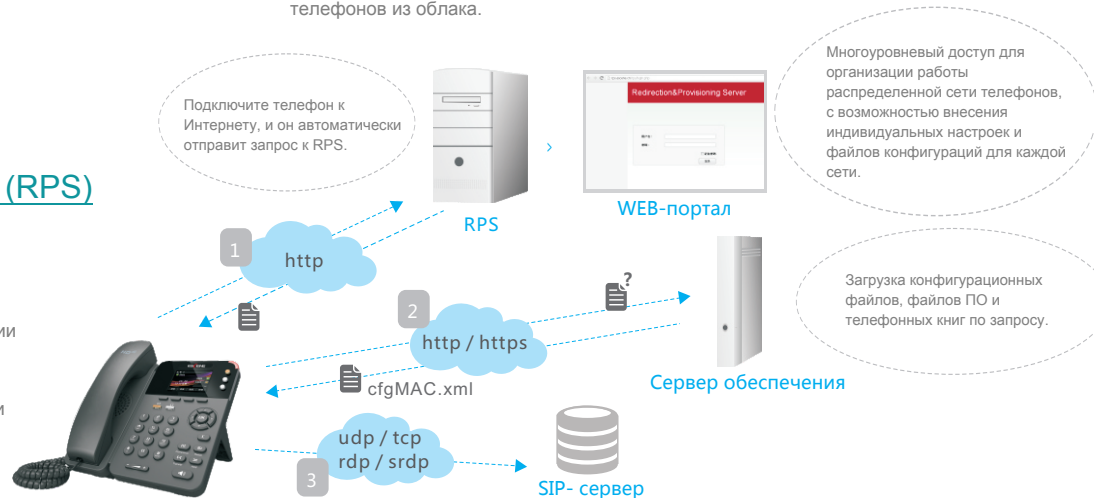 телефонов из облака.
Подключите телефон к
Интернету, и он автоматически
отправит запрос к RPS.
Redirection&Provisioning Server
Многоуровневый доступ для
организации работы
распределенной сети телефонов,
с возможностью внесения
индивидуальных настроек и
файлов конфигураций для каждой
сети.
(RPS)
RPS
WEB-портал
1
http
Загрузка конфигурационных
файлов, файлов ПО и
телефонных книг по запросу.
?
2
http / https
cfgMAC.xml
Сервер обеспечения
ии
и
udp / tcp
rdp / srdp
3
SIP- сервер